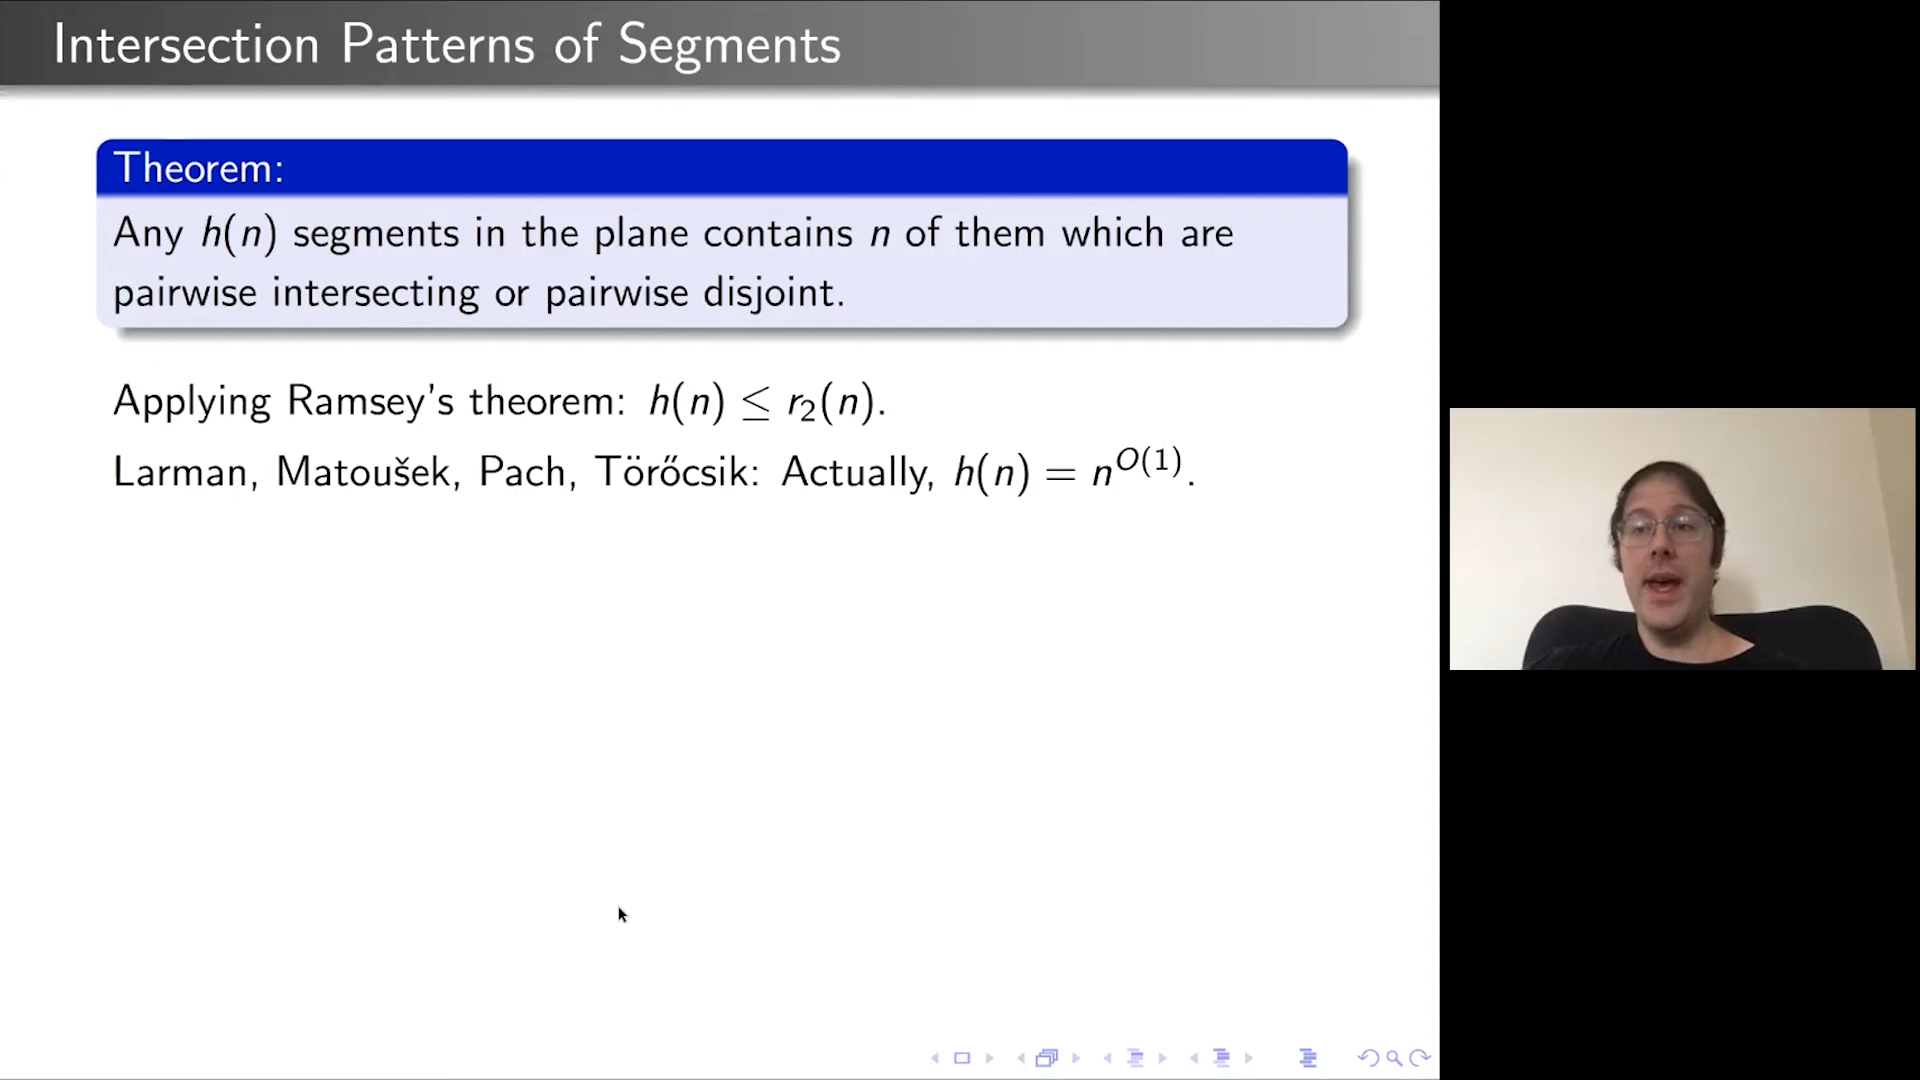 Intersection Patterns of Segments
Theorem:
Any h(n) segments in the plane contains n of them which are
pairwise intersecting or pairwise disjoint.
Applying Ramsey's theorem: h(n) ≤ r₂(n).
Larman, Matoušek, Pach, Törőcsik: Actually, h(n) = n^{O(1)}.